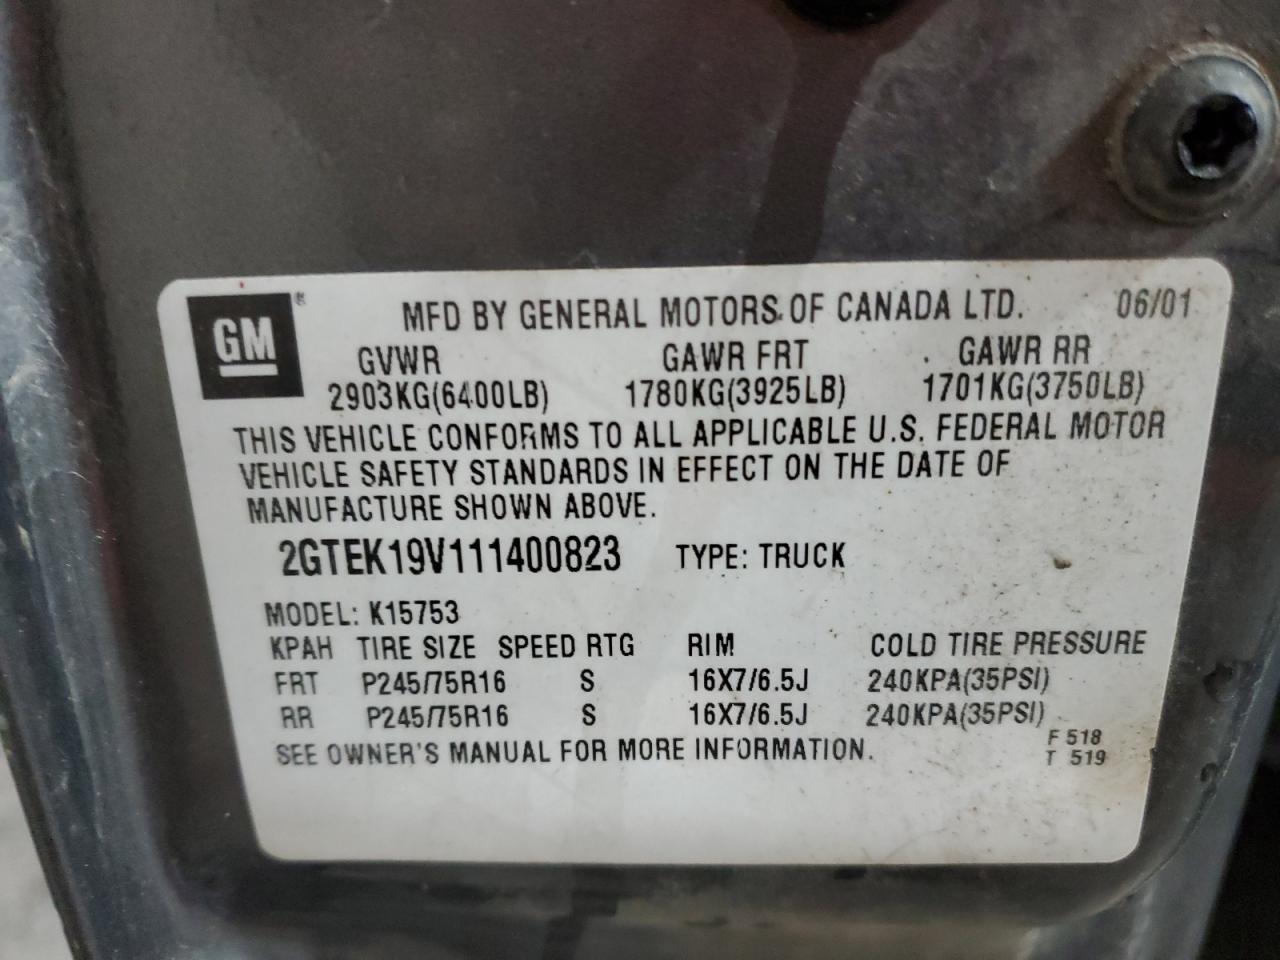 GM ® MFD BY GENERAL MOTORS OF CANADA LTD. 06/01
GVWR GAWR FRT GAWR RR
2903KG(6400LB) 1780KG(3925LB) 1701KG(3750LB)
THIS VEHICLE CONFORMS TO ALL APPLICABLE U.S. FEDERAL MOTOR
VEHICLE SAFETY STANDARDS IN EFFECT ON THE DATE OF
MANUFACTURE SHOWN ABOVE.
2GTEK19V111400823 TYPE: TRUCK
MODEL: K15753
KPAH TIRE SIZE SPEED RTG RIM COLD TIRE PRESSURE
FRT P245/75R16 S 16X7/6.5J 240KPA(35PSI)
RR P245/75R16 S 16X7/6.5J 240KPA(35PSI)
SEE OWNER'S MANUAL FOR MORE INFORMATION. F 518
T 519